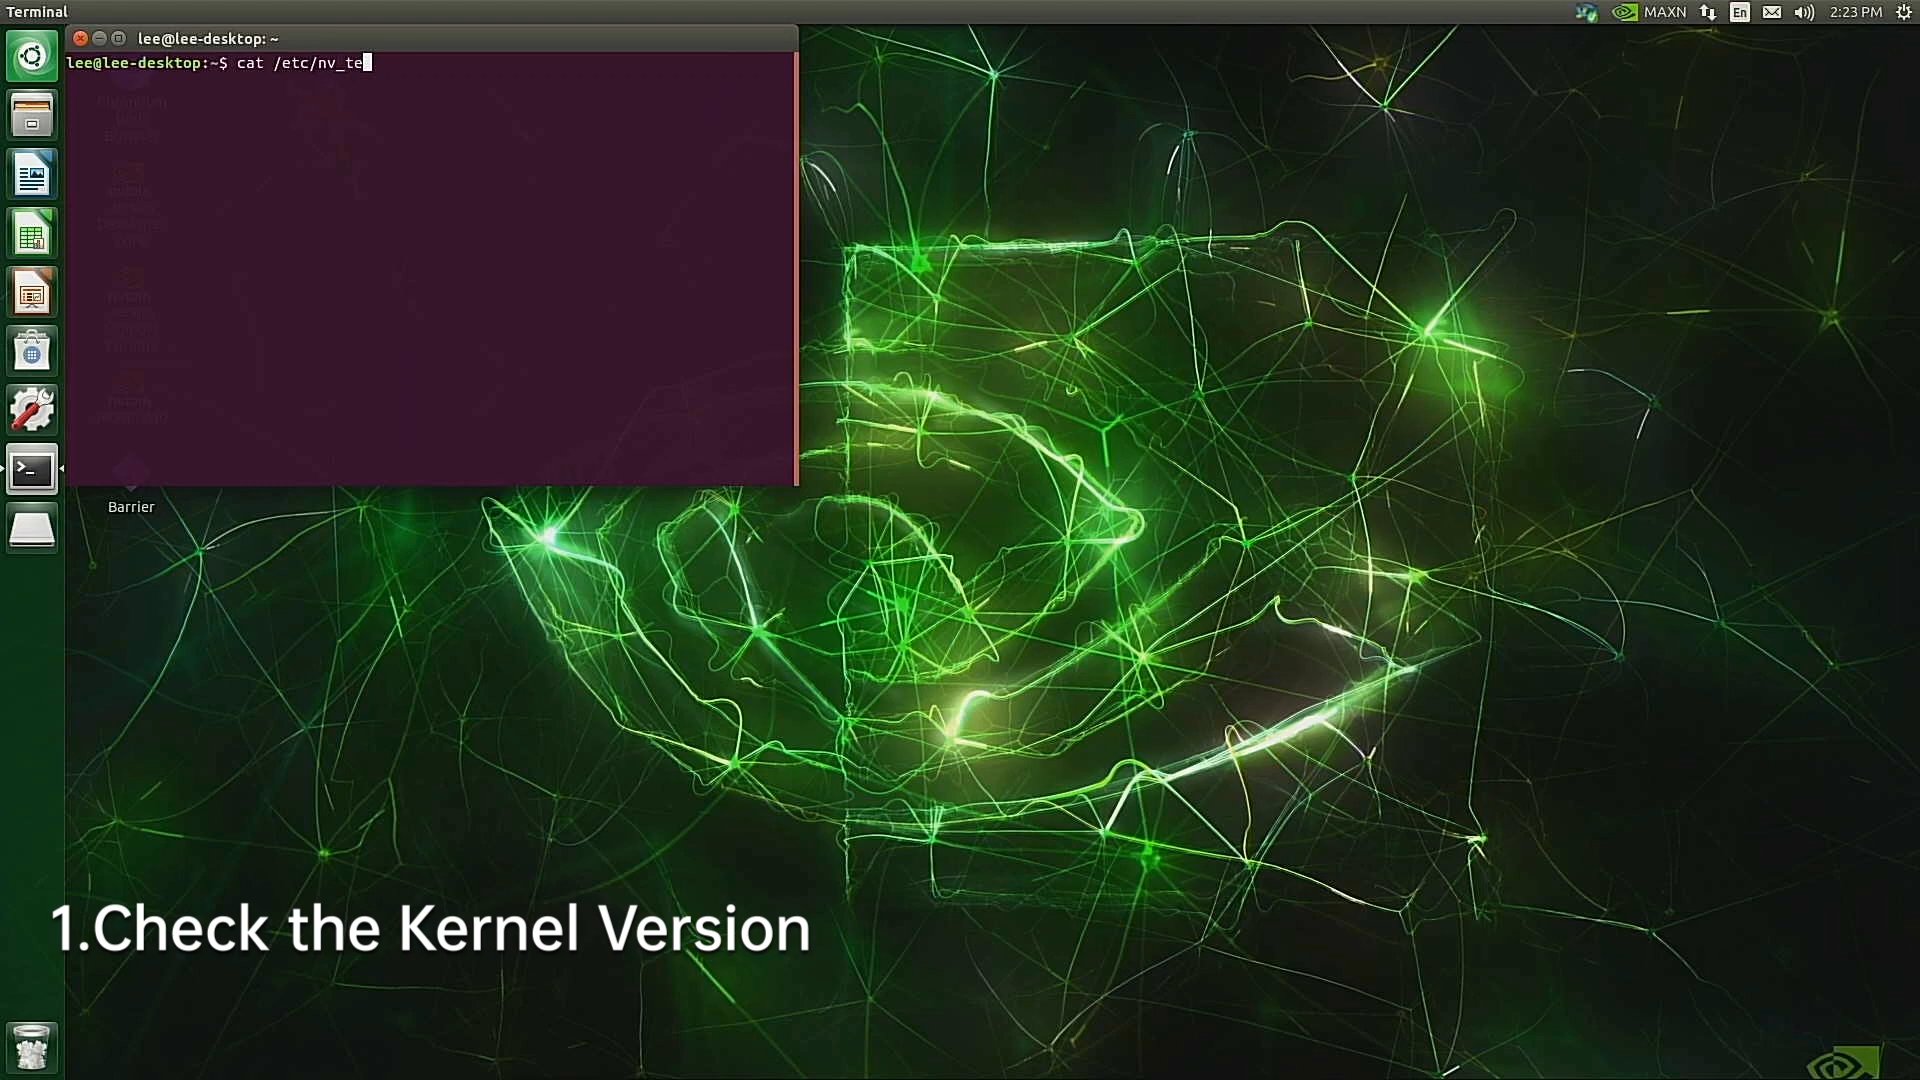 Terminal
MAXN
En
2:23 PM
lee@lee-desktop: ~
lee@lee-desktop:~$ cat /etc/nv_te
Barrier
1.Check the Kernel Version